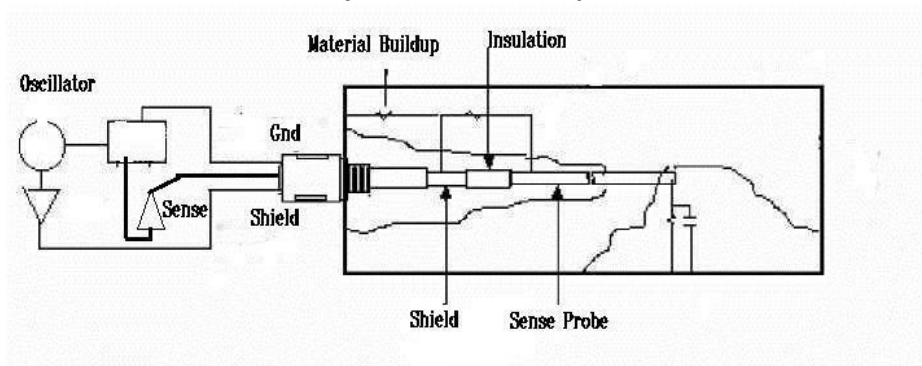 Insulation
Material Buildup
Oscillator
Gnd
Sense
Shield
Shield
Sense Probe